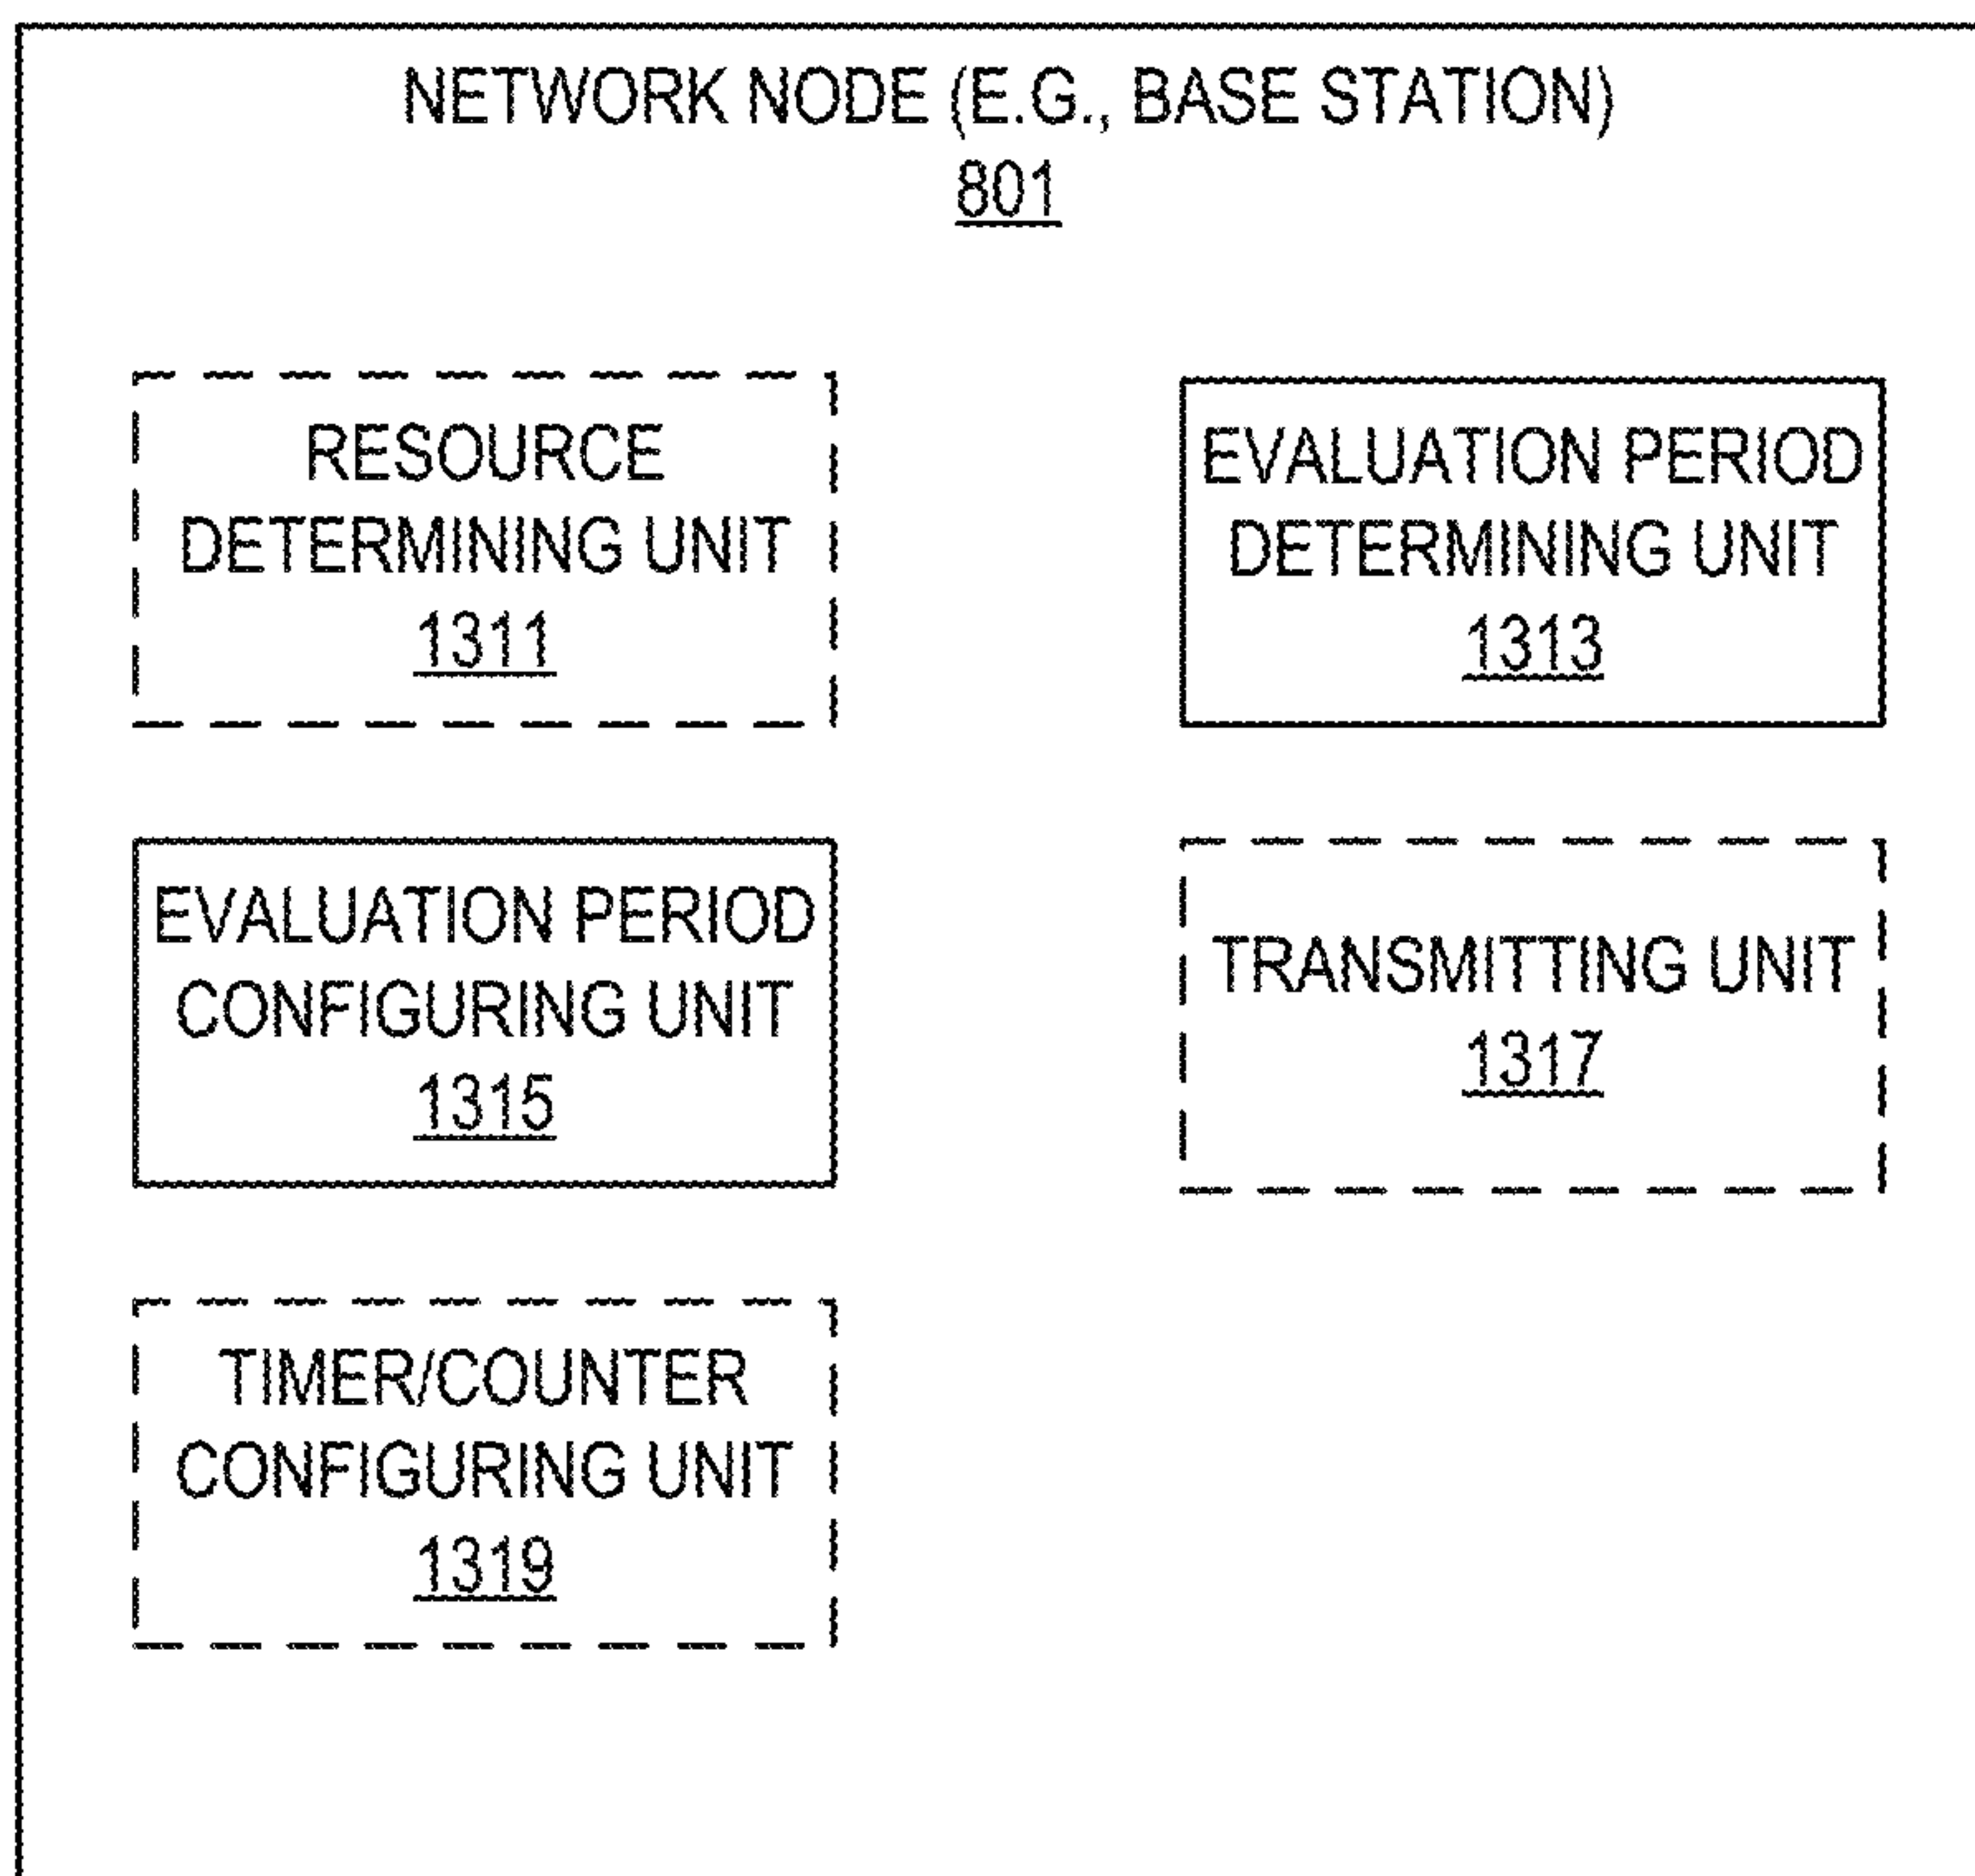 NETWORK NODE (E.G., BASE STATION)
801
RESOURCE
DETERMINING UNIT
1311
EVALUATION PERIOD
DETERMINING UNIT
1313
EVALUATION PERIOD
CONFIGURING UNIT
1315
TRANSMITTING UNIT
1317
TIMER/COUNTER
CONFIGURING UNIT
1319